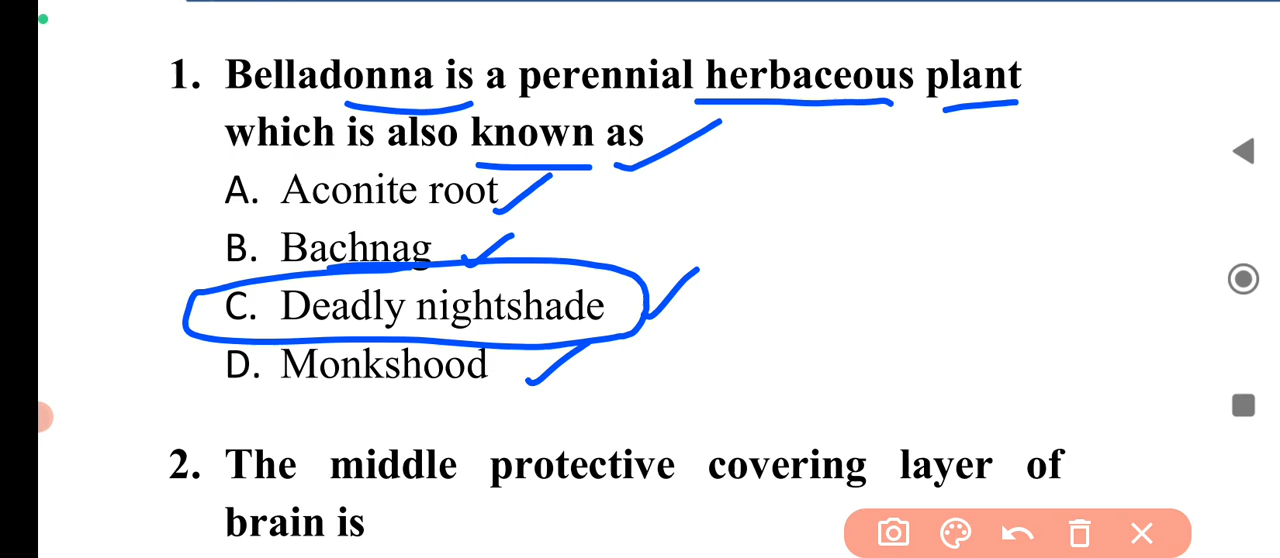 1. Belladonna is a perennial herbaceous plant
which is also known as
A. Aconite root
B. Bachnag
C. Deadly nightshade
D. Monkshood
2. The middle protective covering layer of
brain is